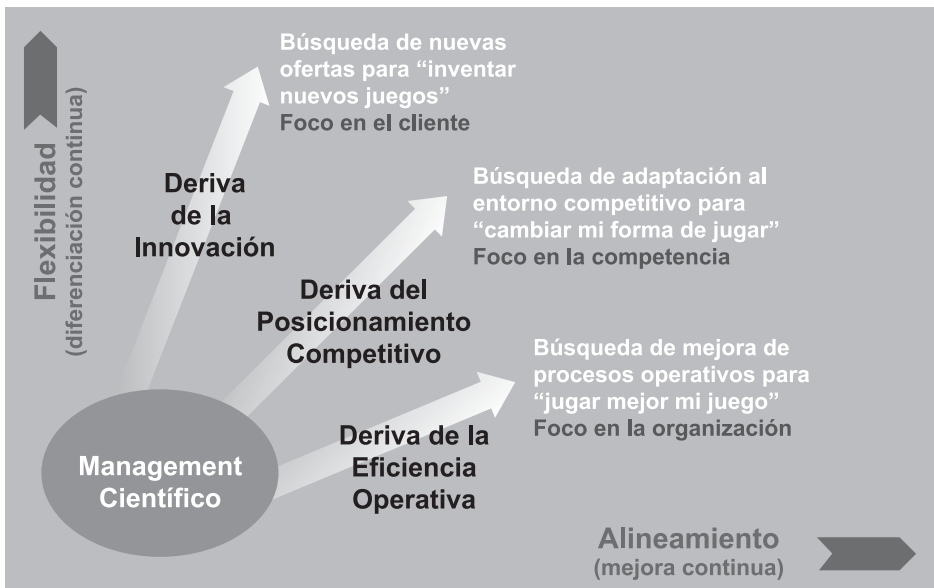 Búsqueda de nuevas
ofertas para “inventar
nuevos juegos”
Foco en el cliente
Flexibilidad
(diferenciación continua)
Deriva
de la
Innovación
Búsqueda de adaptación al
entorno competitivo para
“cambiar mi forma de jugar”
Foco en la competencia
Deriva del
Posicionamiento
Competitivo
Búsqueda de mejora de
procesos operativos para
“jugar mejor mi juego”
Foco en la organización
Deriva de la
Eficiencia
Operativa
Management
Científico
Alineamiento
(mejora continua)